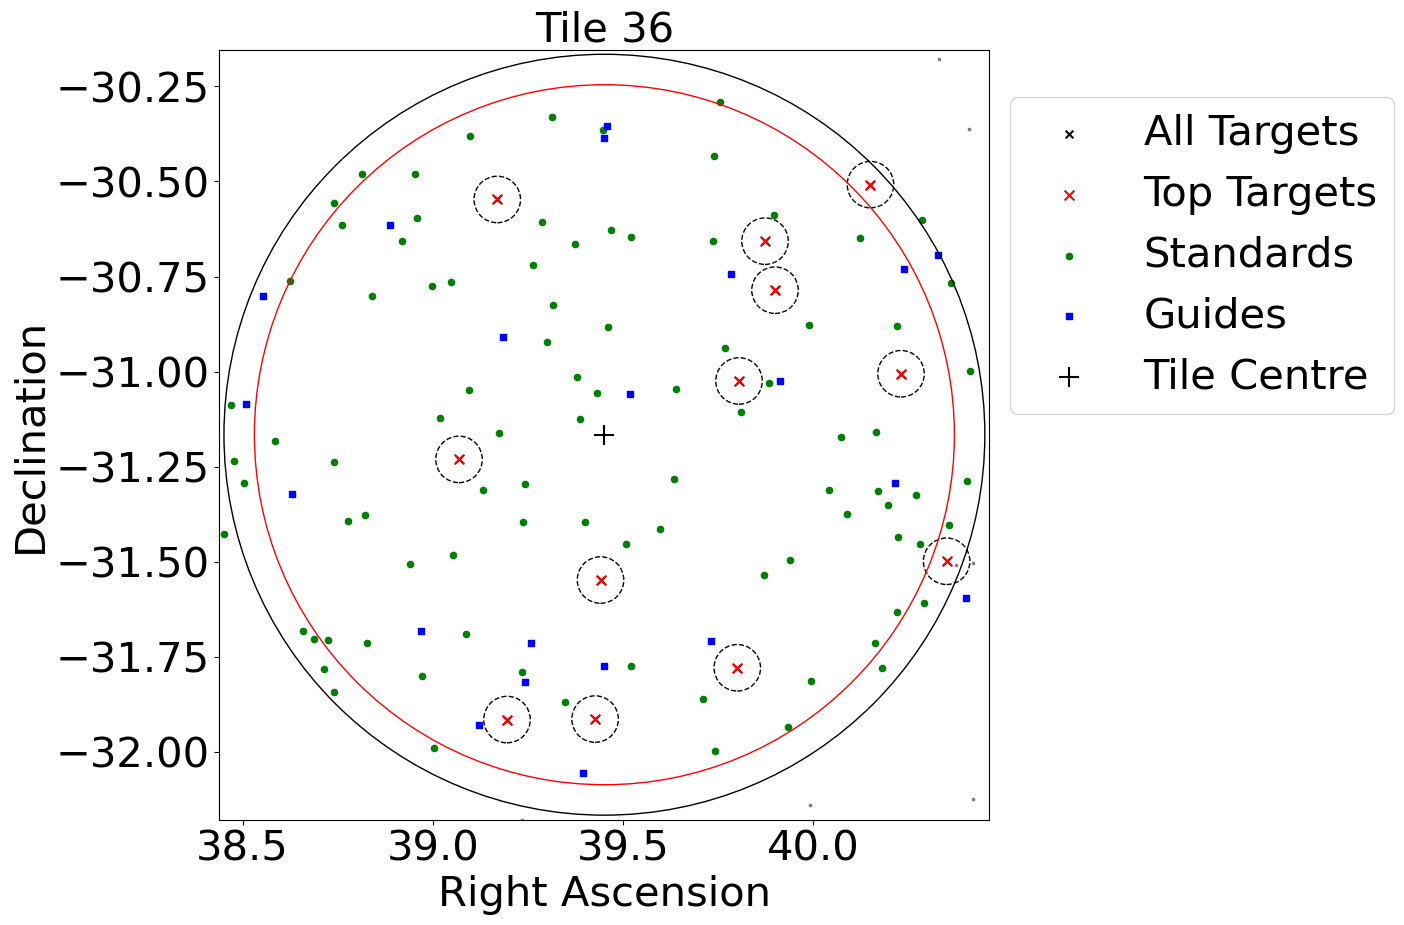 Tile 36
−30.25
−30.50
−30.75
−31.00
−31.25
−31.50
−31.75
−32.00
Declination
38.5 39.0 39.5 40.0
Right Ascension
All Targets
Top Targets
Standards
Guides
Tile Centre